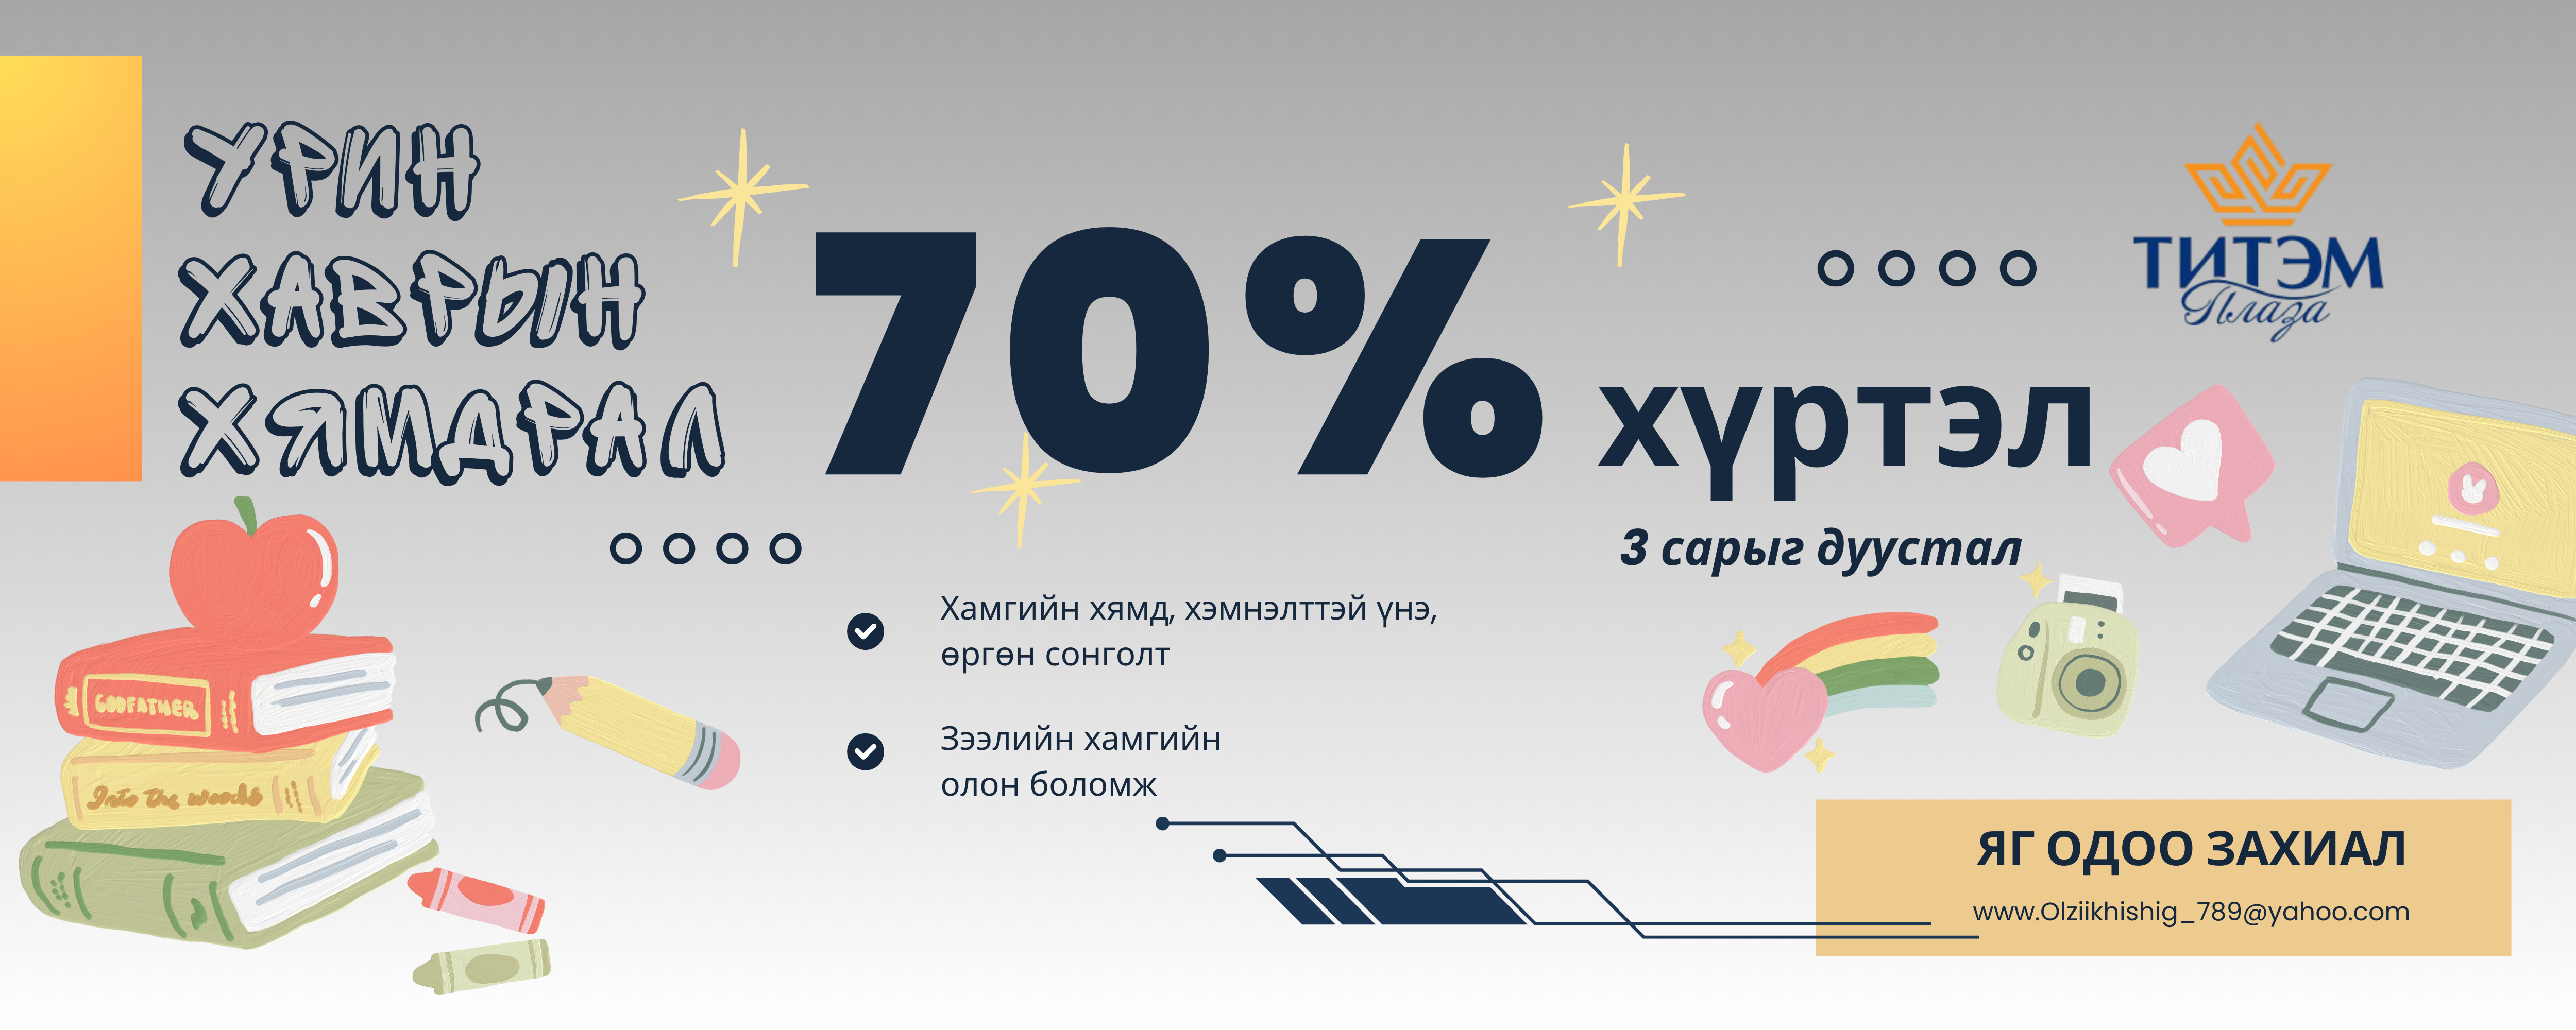 УРИН
ХАВРЫН
ХЯМДРАЛ
70% хүртэл
3 сарыг дуустал
ТИТЭМ
Плаза
Хамгийн хямд, хэмнэлттэй үнэ,
өргөн сонголт
Зээлийн хамгийн
олон боломж
GODFATHER
Into the woods
ЯГ ОДОО ЗАХИАЛ
www.Olziikhishig_789@yahoo.com